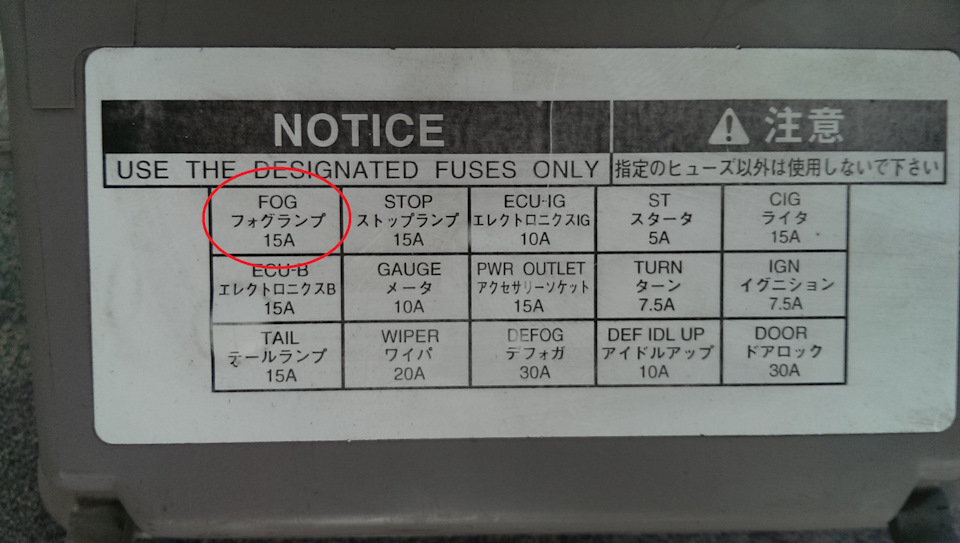 NOTICE
⚠ 注意
USE THE DESIGNATED FUSES ONLY
指定のヒューズ以外は使用しないで下さい
FOG
フォグランプ
15A
STOP
ストップランプ
15A
ECU-IG
エレクトロニクスIG
10A
ST
スタータ
5A
CIG
ライタ
15A
ECU-B
エレクトロニクスB
15A
GAUGE
メータ
10A
PWR OUTLET
アクセサリーソケット
15A
TURN
ターン
7.5A
IGN
イグニション
7.5A
TAIL
テールランプ
15A
WIPER
ワイパ
20A
DEFOG
デフォガ
30A
DEF IDL UP
アイドルアップ
10A
DOOR
ドアロック
30A